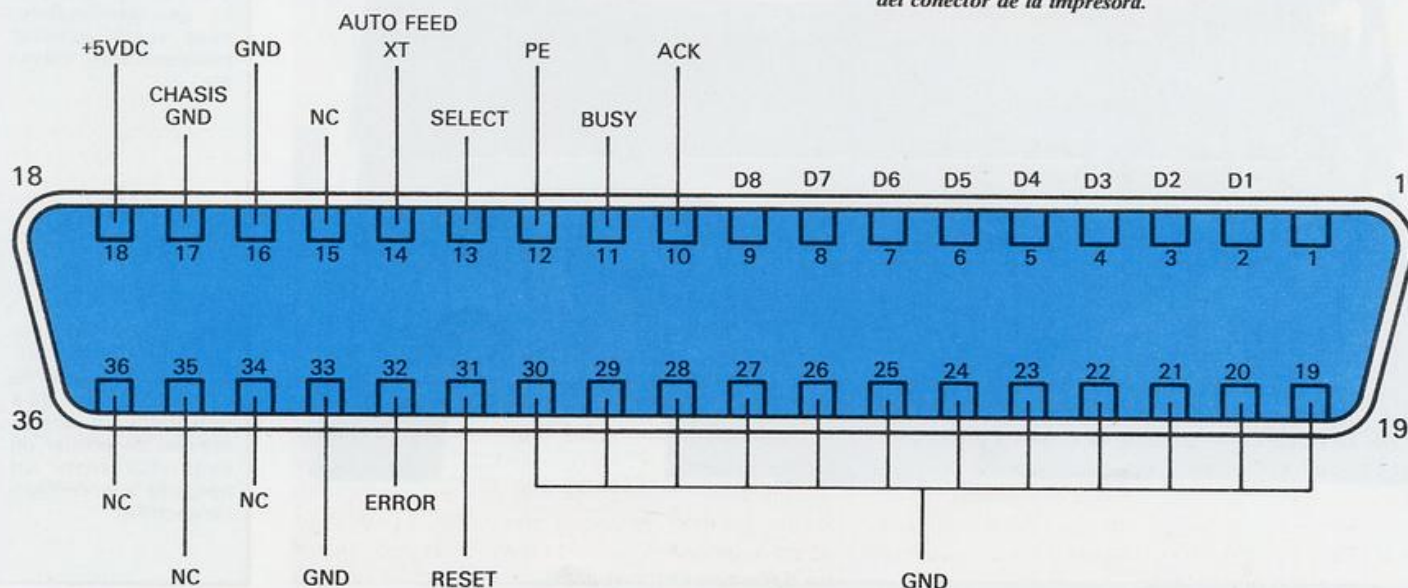 del conector de la impresora.
AUTO FEED
+5VDC GND XT PE ACK
CHASIS
GND NC SELECT BUSY
18 D8 D7 D6 D5 D4 D3 D2 D1 1
18 17 16 15 14 13 12 11 10 9 8 7 6 5 4 3 2 1
36 35 34 33 32 31 30 29 28 27 26 25 24 23 22 21 20 19
36 19
NC NC ERROR
NC GND RESET GND